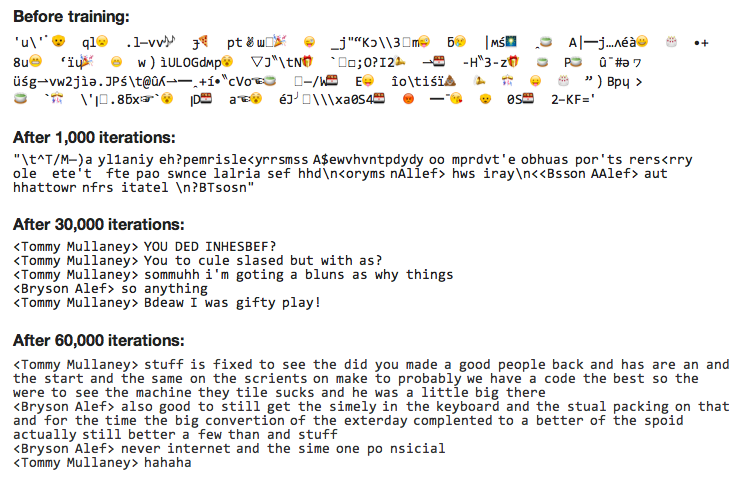 Before training:
'u\'😟 ql😥 .l—vv🎶 ӡ🍕 pt✌ш🎉 😜 _j"“Kɔ\\3m😜 ƃ😢 |мś 🍵 A|—j…ʌéà😄 🎂 •+
8u😁 ‘ïц🎉 😁 w)ìULOGdмp😵 ▽J‶\tN🎁 `;O?I2🍌 ⇀ -H‶3-z🎁 🍵 P🍵 û¯#əヮ
üśg⇀vw2jìə.JPś\t@ûʎ⇀—‸+í•‶cVo☜🍵 —/W E😜 îo\tiśï 🍌 🎊 😛 🍵 ”)Bpц>
🍵 `🎊 \'ן.8ƃx☞`😵 ןD a☜😵 éJ╯\\\xa0S4 😡 —¯😘 😟 0S 2-KF='
After 1,000 iterations:
"\t^T/M—)a yl1aniy eh?pemrisle<yrrsmss A$ewvhvntpdydy oo mprdvt'e obhuas por'ts rers<rry
ole ete't fte pao swnce lalria sef hhd\n<oryms nAllef> hws iray\n<<Bsson AAlef> aut
hhattowr nfrs itatel \n?BTsosn"
After 30,000 iterations:
<Tommy Mullaney> YOU DED INHESBEF?
<Tommy Mullaney> You to cule slased but with as?
<Tommy Mullaney> sommuhh i'm goting a bluns as why things
<Bryson Alef> so anything
<Tommy Mullaney> Bdeaw I was gifty play!
After 60,000 iterations:
<Tommy Mullaney> stuff is fixed to see the did you made a good people back and has are an and
the start and the same on the scrients on make to probably we have a code the best so the
were to see the machine they tile sucks and he was a little big there
<Bryson Alef> also good to still get the simely in the keyboard and the stual packing on that
and for the time the big convertion of the exterday complented to a better of the spoid
actually still better a few than and stuff
<Bryson Alef> never internet and the sime one po nsicial
<Tommy Mullaney> hahaha